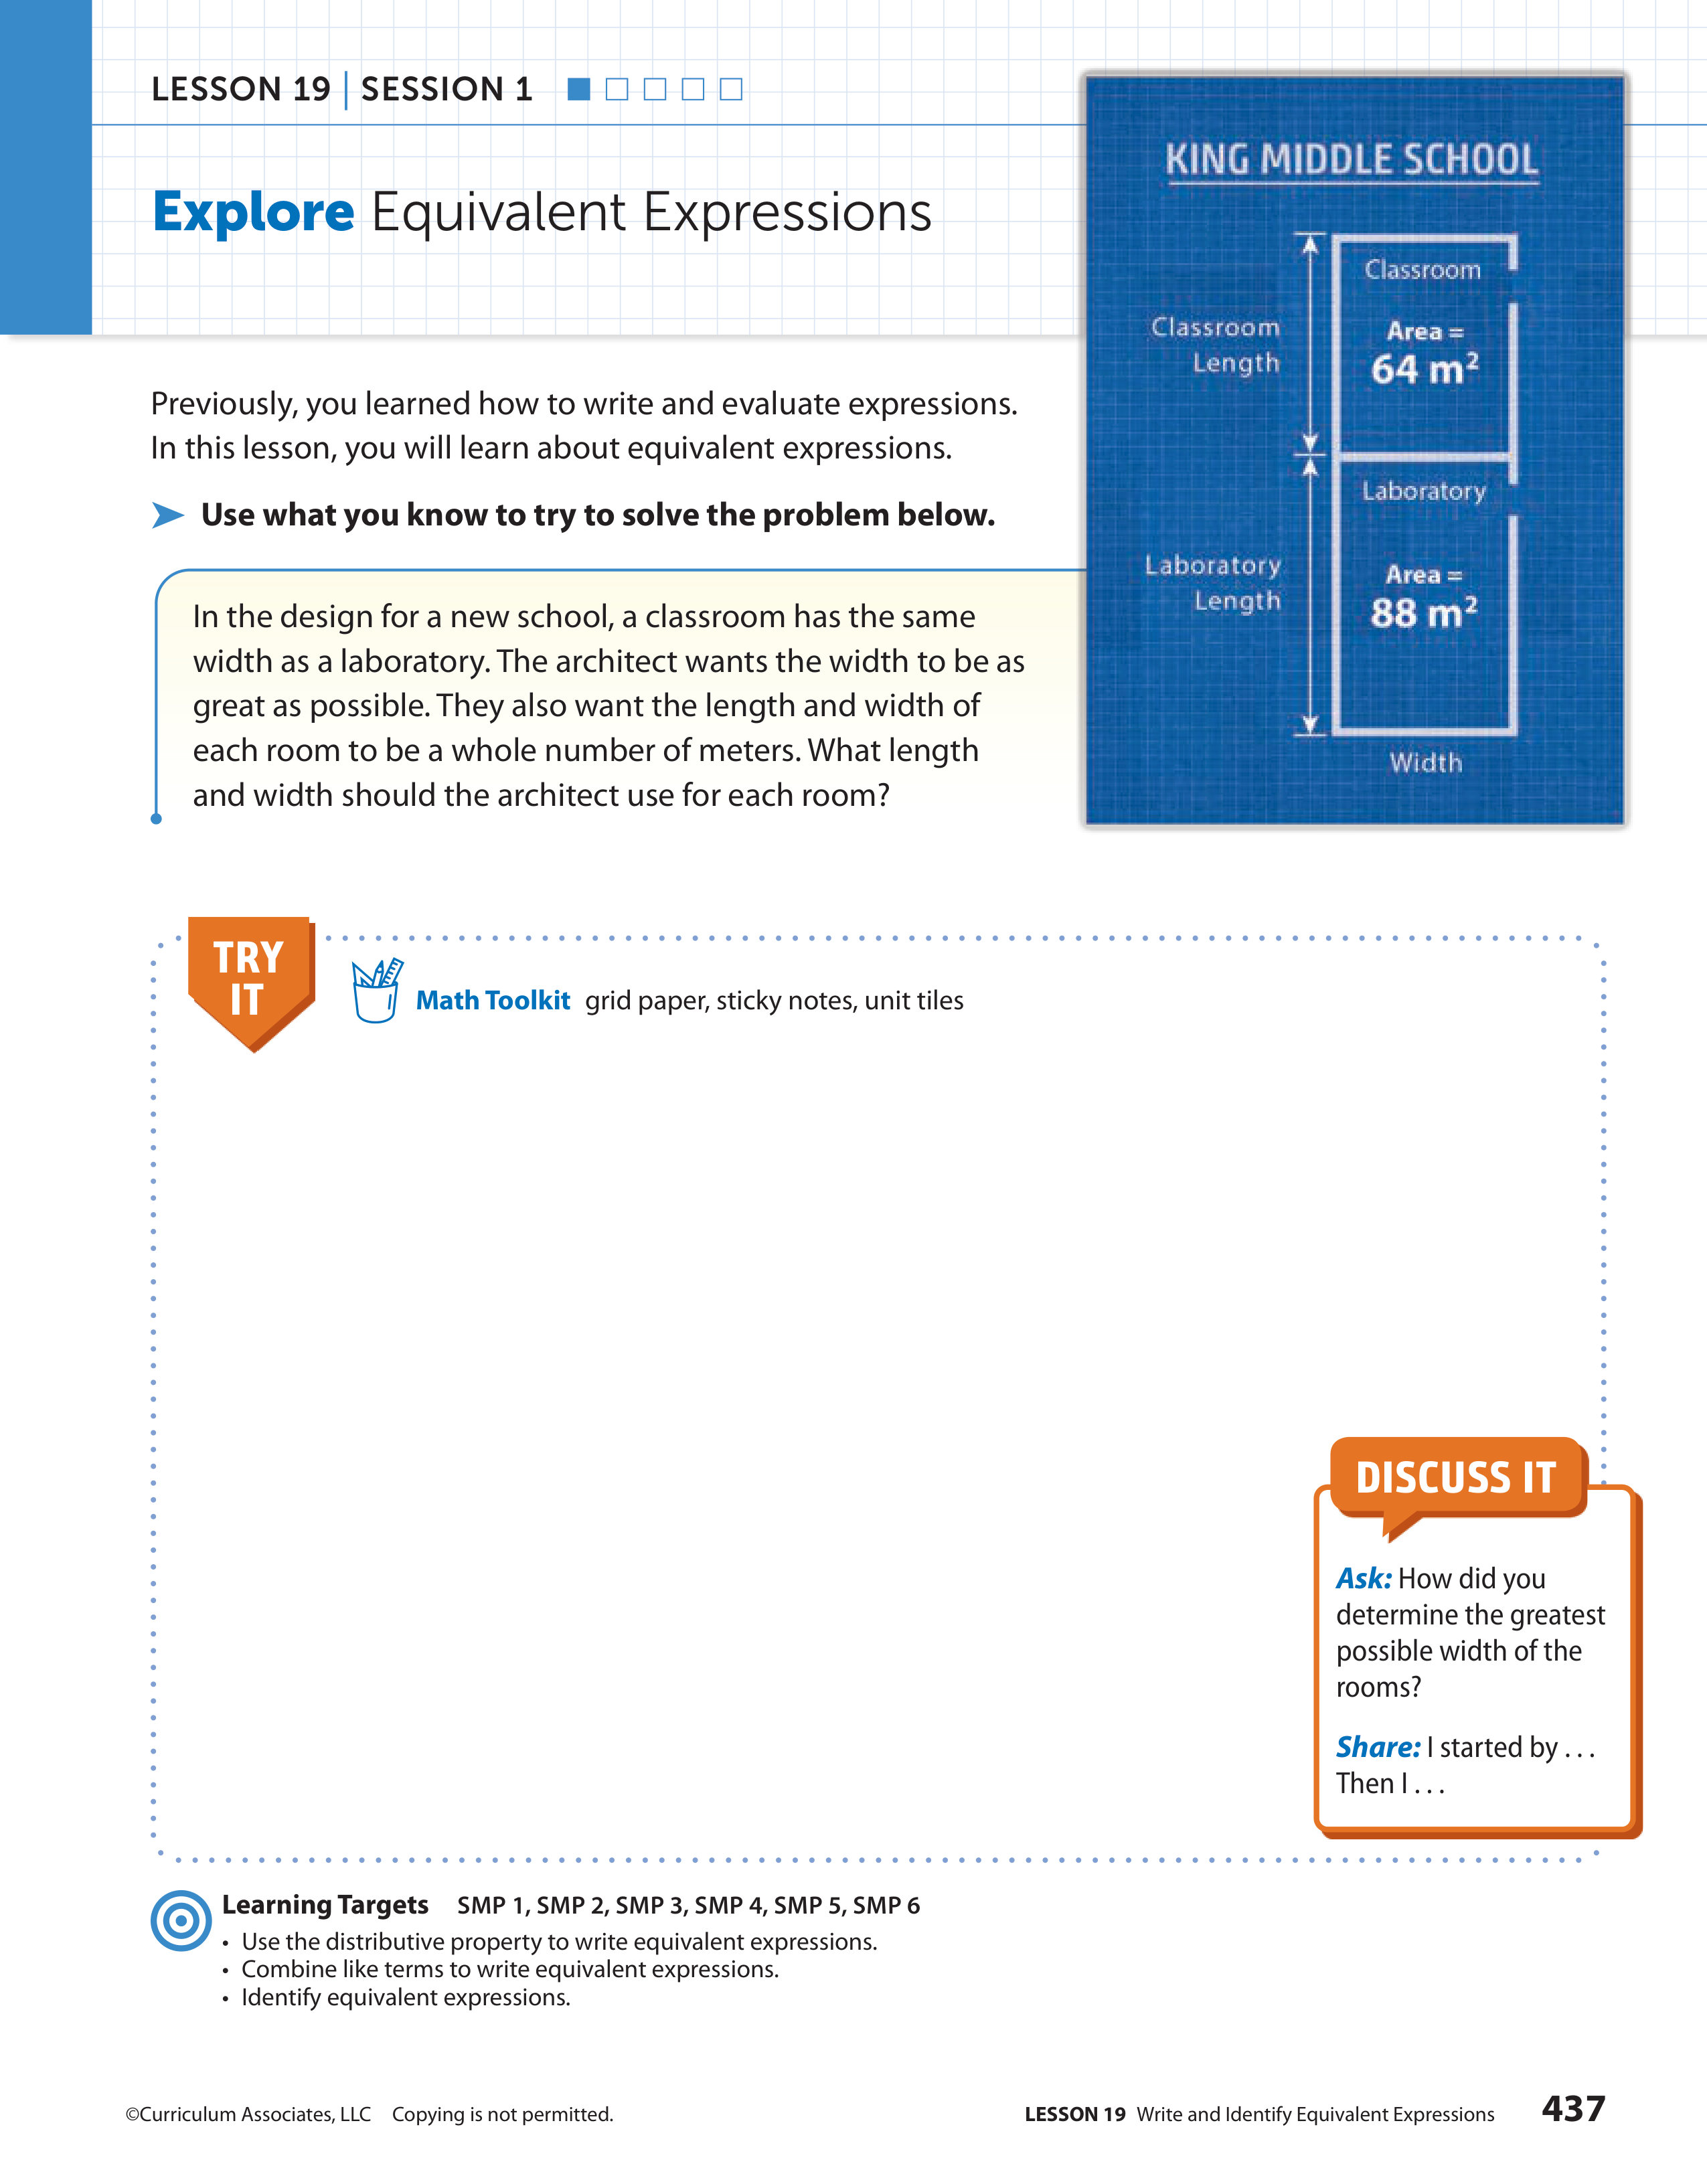 LESSON 19 | SESSION 1
Explore Equivalent Expressions
KING MIDDLE SCHOOL
Classroom
Area =
64 m²
Classroom
Length
Laboratory
Area =
88 m²
Laboratory
Length
Width
Previously, you learned how to write and evaluate expressions.
In this lesson, you will learn about equivalent expressions.
Use what you know to try to solve the problem below.
In the design for a new school, a classroom has the same
width as a laboratory. The architect wants the width to be as
great as possible. They also want the length and width of
each room to be a whole number of meters. What length
and width should the architect use for each room?
TRY
IT
Math Toolkit grid paper, sticky notes, unit tiles
DISCUSS IT
Ask: How did you
determine the greatest
possible width of the
rooms?
Share: I started by . . .
Then I . . .
Learning Targets SMP 1, SMP 2, SMP 3, SMP 4, SMP 5, SMP 6
• Use the distributive property to write equivalent expressions.
• Combine like terms to write equivalent expressions.
• Identify equivalent expressions.
©Curriculum Associates, LLC Copying is not permitted.
LESSON 19 Write and Identify Equivalent Expressions 437